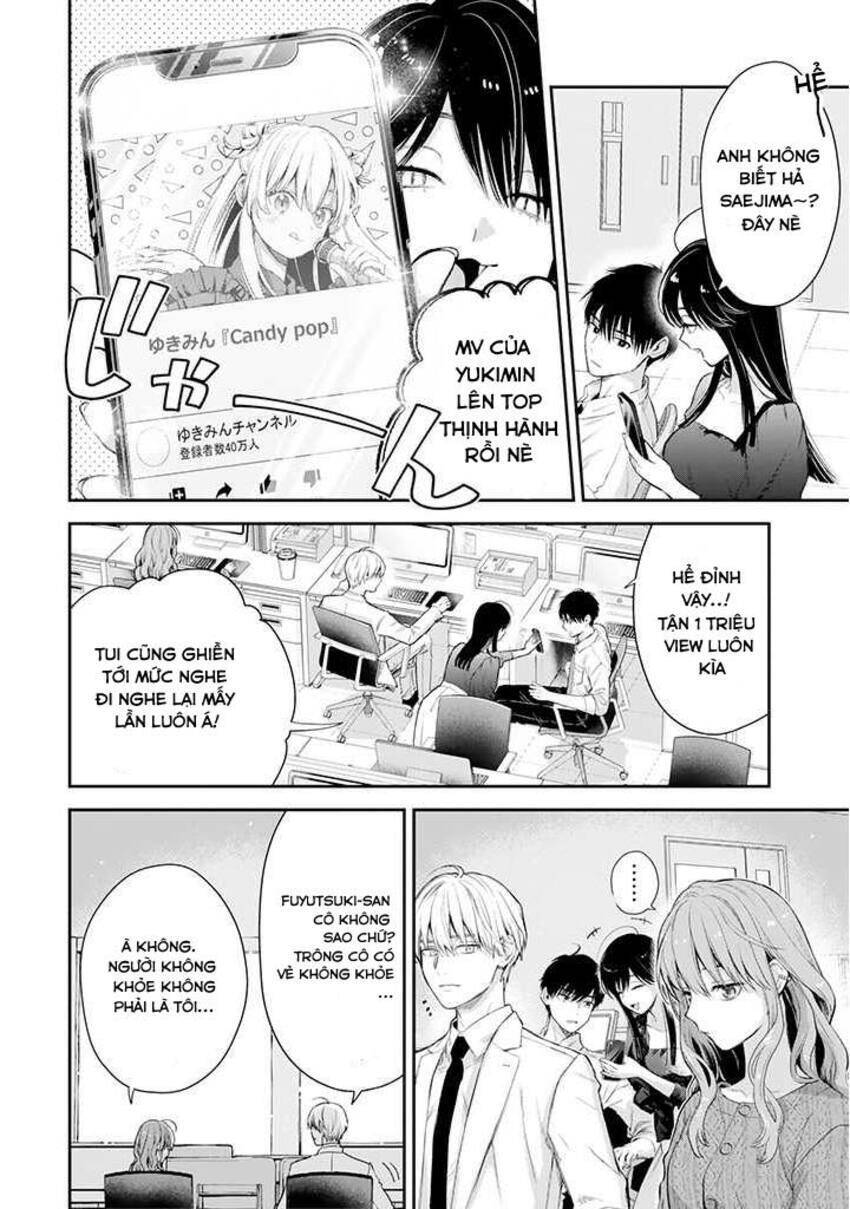 HỂ
ANH KHÔNG
BIẾT HẢ
SAEJIMA~?
ĐÂY NÈ
MV CỦA
YUKIMIN
LÊN TOP
THỊNH HÀNH
RỒI NÈ
ゆきみん『Candy pop』
ゆきみんチャンネル
登録者数40万人
じゃーん
HỂ ĐỈNH
VẬY..!
TẬN 1 TRIỆU
VIEW LUÔN
KÌA
TUI CŨNG GHIỀN
TỚI MỨC NGHE
ĐI NGHE LẠI MẤY
LẦN LUÔN Á!
......
FUYUTSUKI-SAN
CÔ KHÔNG
SAO CHỨ?
TRÔNG CÔ CÓ
VẺ KHÔNG KHỎE
...
À KHÔNG.
NGƯỜI KHÔNG
KHỎE KHÔNG
PHẢI LÀ TÔI...